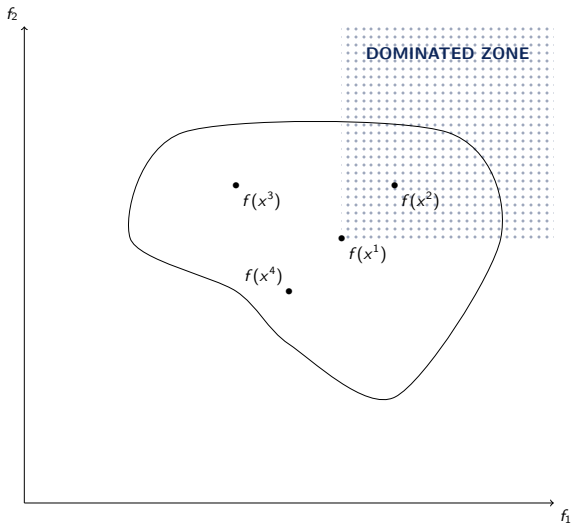 f₂
DOMINATED ZONE
f(x³)
f(x²)
f(x¹)
f(x⁴)
f₁